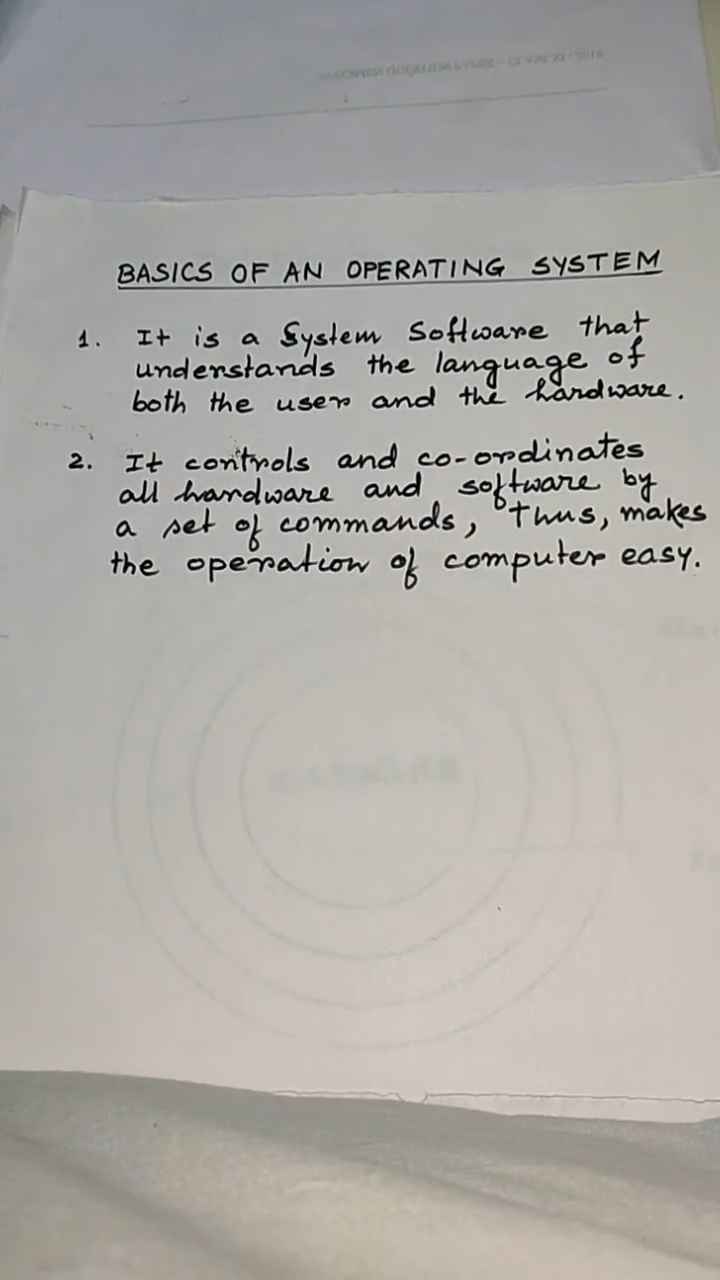 BASICS OF AN OPERATING SYSTEM
1. It is a System Software that
understands the language of
both the user and the hardware.
2. It controls and co-ordinates
all hardware and software by
a set of commands, Thus, makes
the operation of computer easy.